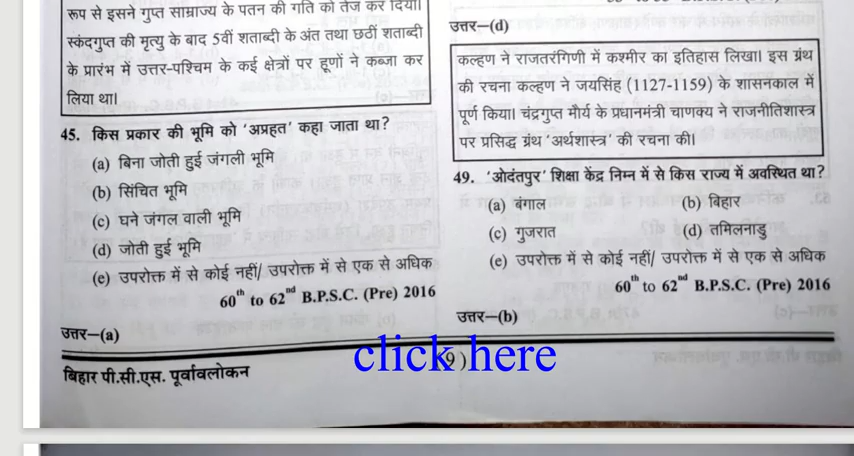 रूप से इसने गुप्त साम्राज्य के पतन की गति को तेज कर दिया।
स्कंदगुप्त की मृत्यु के बाद 5वीं शताब्दी के अंत तथा छठीं शताब्दी
के प्रारंभ में उत्तर-पश्चिम के कई क्षेत्रों पर हूणों ने कब्जा कर
लिया था।
45. किस प्रकार की भूमि को 'अप्रहत' कहा जाता था?
(a) बिना जोती हुई जंगली भूमि
(b) सिंचित भूमि
(c) घने जंगल वाली भूमि
(d) जोती हुई भूमि
(e) उपरोक्त में से कोई नहीं/ उपरोक्त में से एक से अधिक
60th to 62nd B.P.S.C. (Pre) 2016
उत्तर–(a)
उत्तर–(d)
कल्हण ने राजतरंगिणी में कश्मीर का इतिहास लिखा। इस ग्रंथ
की रचना कल्हण ने जयसिंह (1127-1159) के शासनकाल में
पूर्ण किया। चंद्रगुप्त मौर्य के प्रधानमंत्री चाणक्य ने राजनीतिशास्त्र
पर प्रसिद्ध ग्रंथ 'अर्थशास्त्र' की रचना की।
49. 'ओदंतपुर' शिक्षा केंद्र निम्न में से किस राज्य में अवस्थित था?
(a) बंगाल (b) बिहार
(c) गुजरात (d) तमिलनाडु
(e) उपरोक्त में से कोई नहीं/ उपरोक्त में से एक से अधिक
60th to 62nd B.P.S.C. (Pre) 2016
उत्तर–(b)
बिहार पी.सी.एस. पूर्वावलोकन
click here
9)